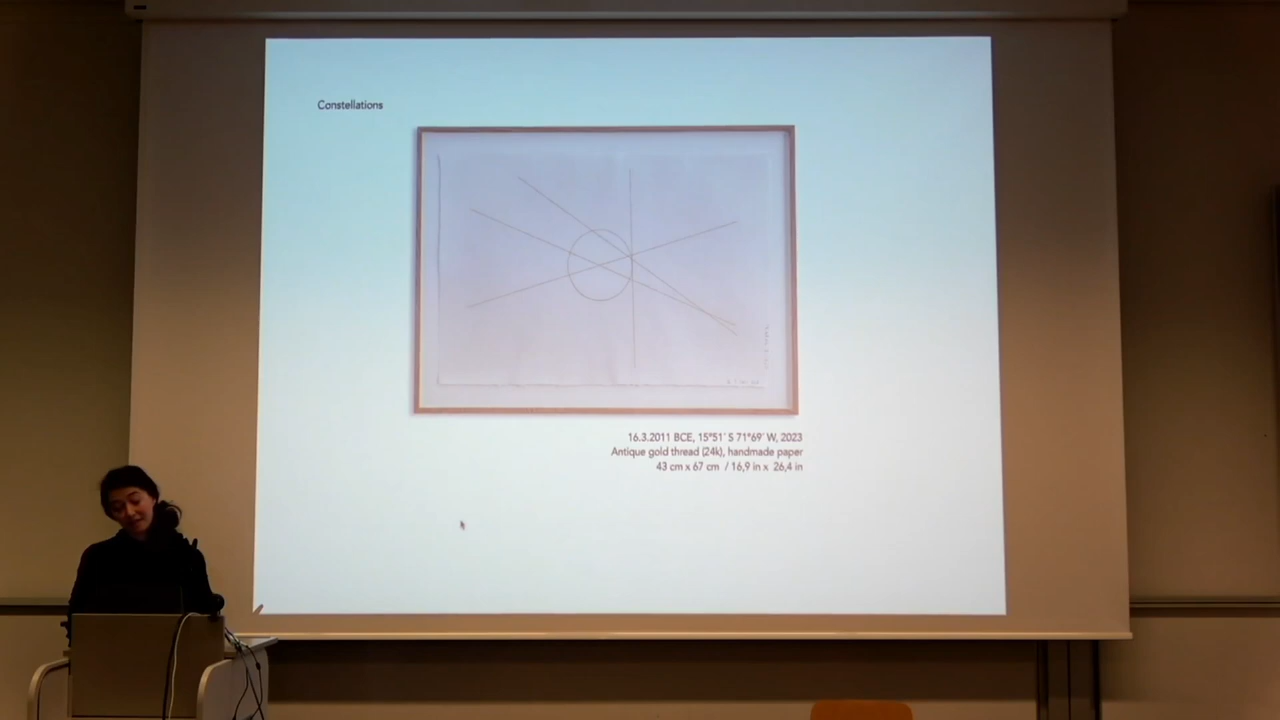 Constellations
16.3.2011 BCE, 15°51´ S 71°69´ W, 2023
Antique gold thread (24k), handmade paper
43 cm x 67 cm / 16,9 in x 26,4 in